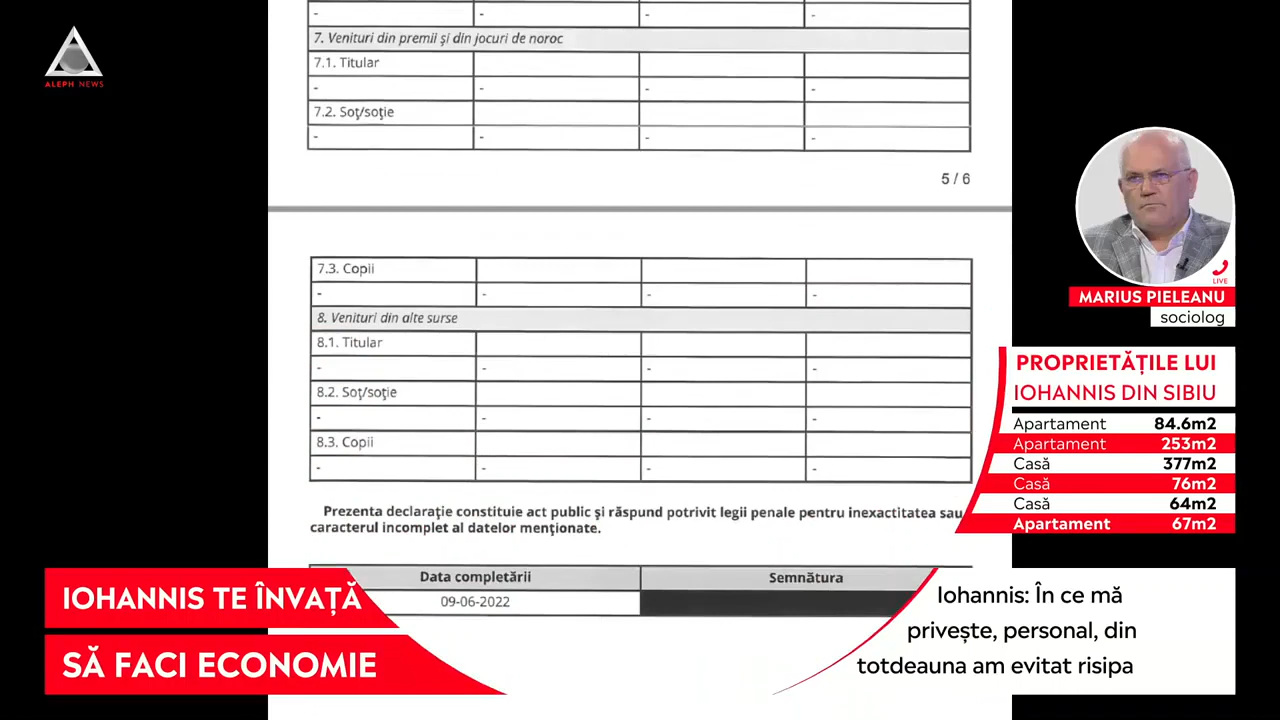 ALEPH NEWS
- - - -
7. Venituri din premii şi din jocuri de noroc
7.1. Titular
- - - -
7.2. Soţ/soţie
- - - -
5 / 6
7.3. Copii
- - - -
8. Venituri din alte surse
8.1. Titular
- - - -
8.2. Soţ/soţie
- - - -
8.3. Copii
- - - -
Prezenta declaraţie constituie act public şi răspund potrivit legii penale pentru inexactitatea sau
caracterul incomplet al datelor menţionate.
Data completării Semnătura
09-06-2022
LIVE
MARIUS PIELEANU
sociolog
PROPRIETĂȚILE LUI
IOHANNIS DIN SIBIU
Apartament 84.6m2
Apartament 253m2
Casă 377m2
Casă 76m2
Casă 64m2
Apartament 67m2
IOHANNIS TE ÎNVAȚĂ
SĂ FACI ECONOMIE
Iohannis: În ce mă
privește, personal, din
totdeauna am evitat risipa